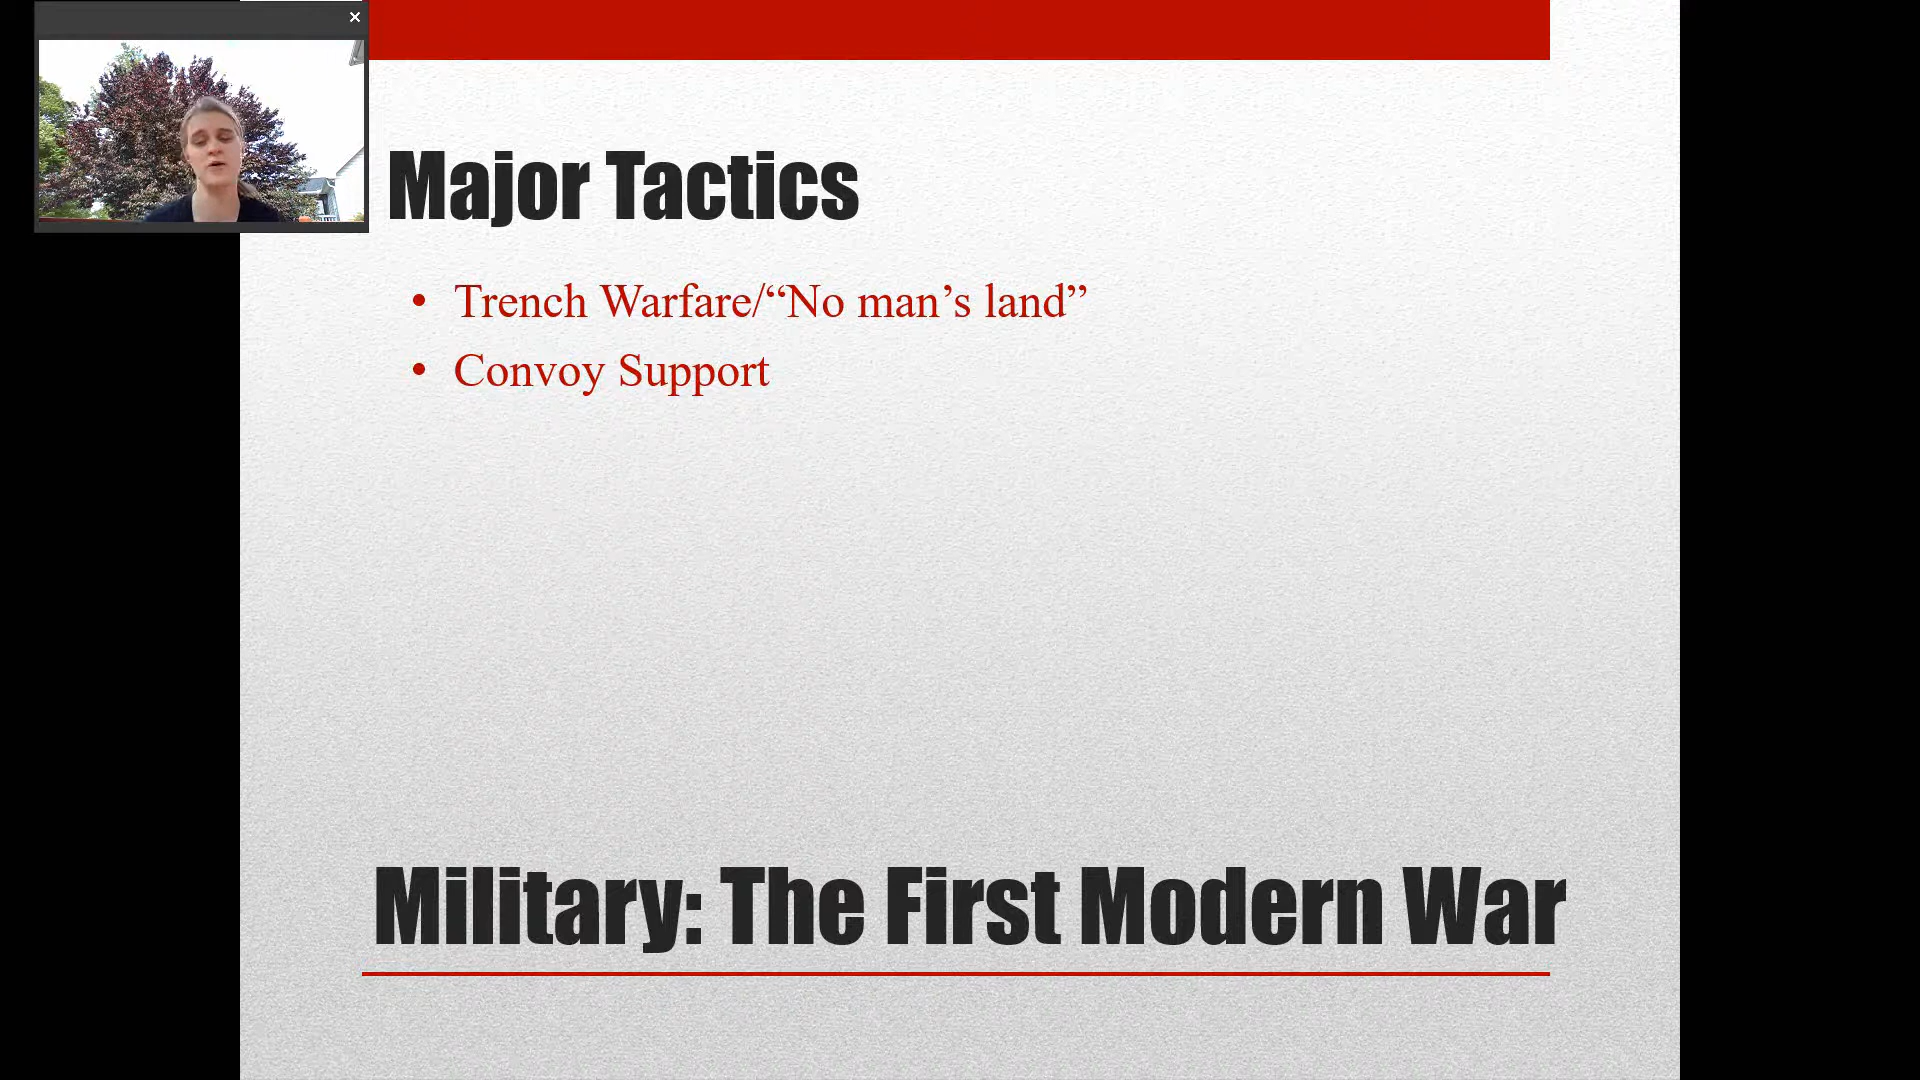 Major Tactics
• Trench Warfare/“No man’s land”
• Convoy Support
Military: The First Modern War